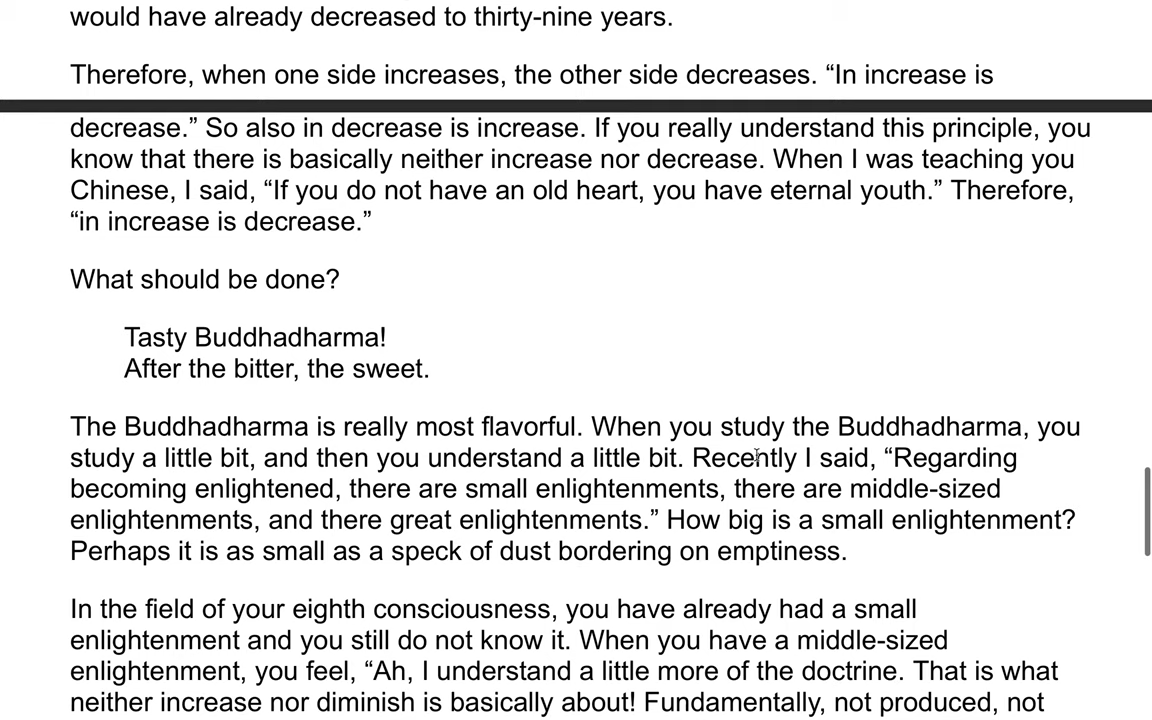 would have already decreased to thirty-nine years.
Therefore, when one side increases, the other side decreases. “In increase is
decrease.” So also in decrease is increase. If you really understand this principle, you
know that there is basically neither increase nor decrease. When I was teaching you
Chinese, I said, “If you do not have an old heart, you have eternal youth.” Therefore,
“in increase is decrease.”
What should be done?
Tasty Buddhadharma!
After the bitter, the sweet.
The Buddhadharma is really most flavorful. When you study the Buddhadharma, you
study a little bit, and then you understand a little bit. Recently I said, “Regarding
becoming enlightened, there are small enlightenments, there are middle-sized
enlightenments, and there great enlightenments.” How big is a small enlightenment?
Perhaps it is as small as a speck of dust bordering on emptiness.
In the field of your eighth consciousness, you have already had a small
enlightenment and you still do not know it. When you have a middle-sized
enlightenment, you feel, “Ah, I understand a little more of the doctrine. That is what
neither increase nor diminish is basically about! Fundamentally, not produced, not